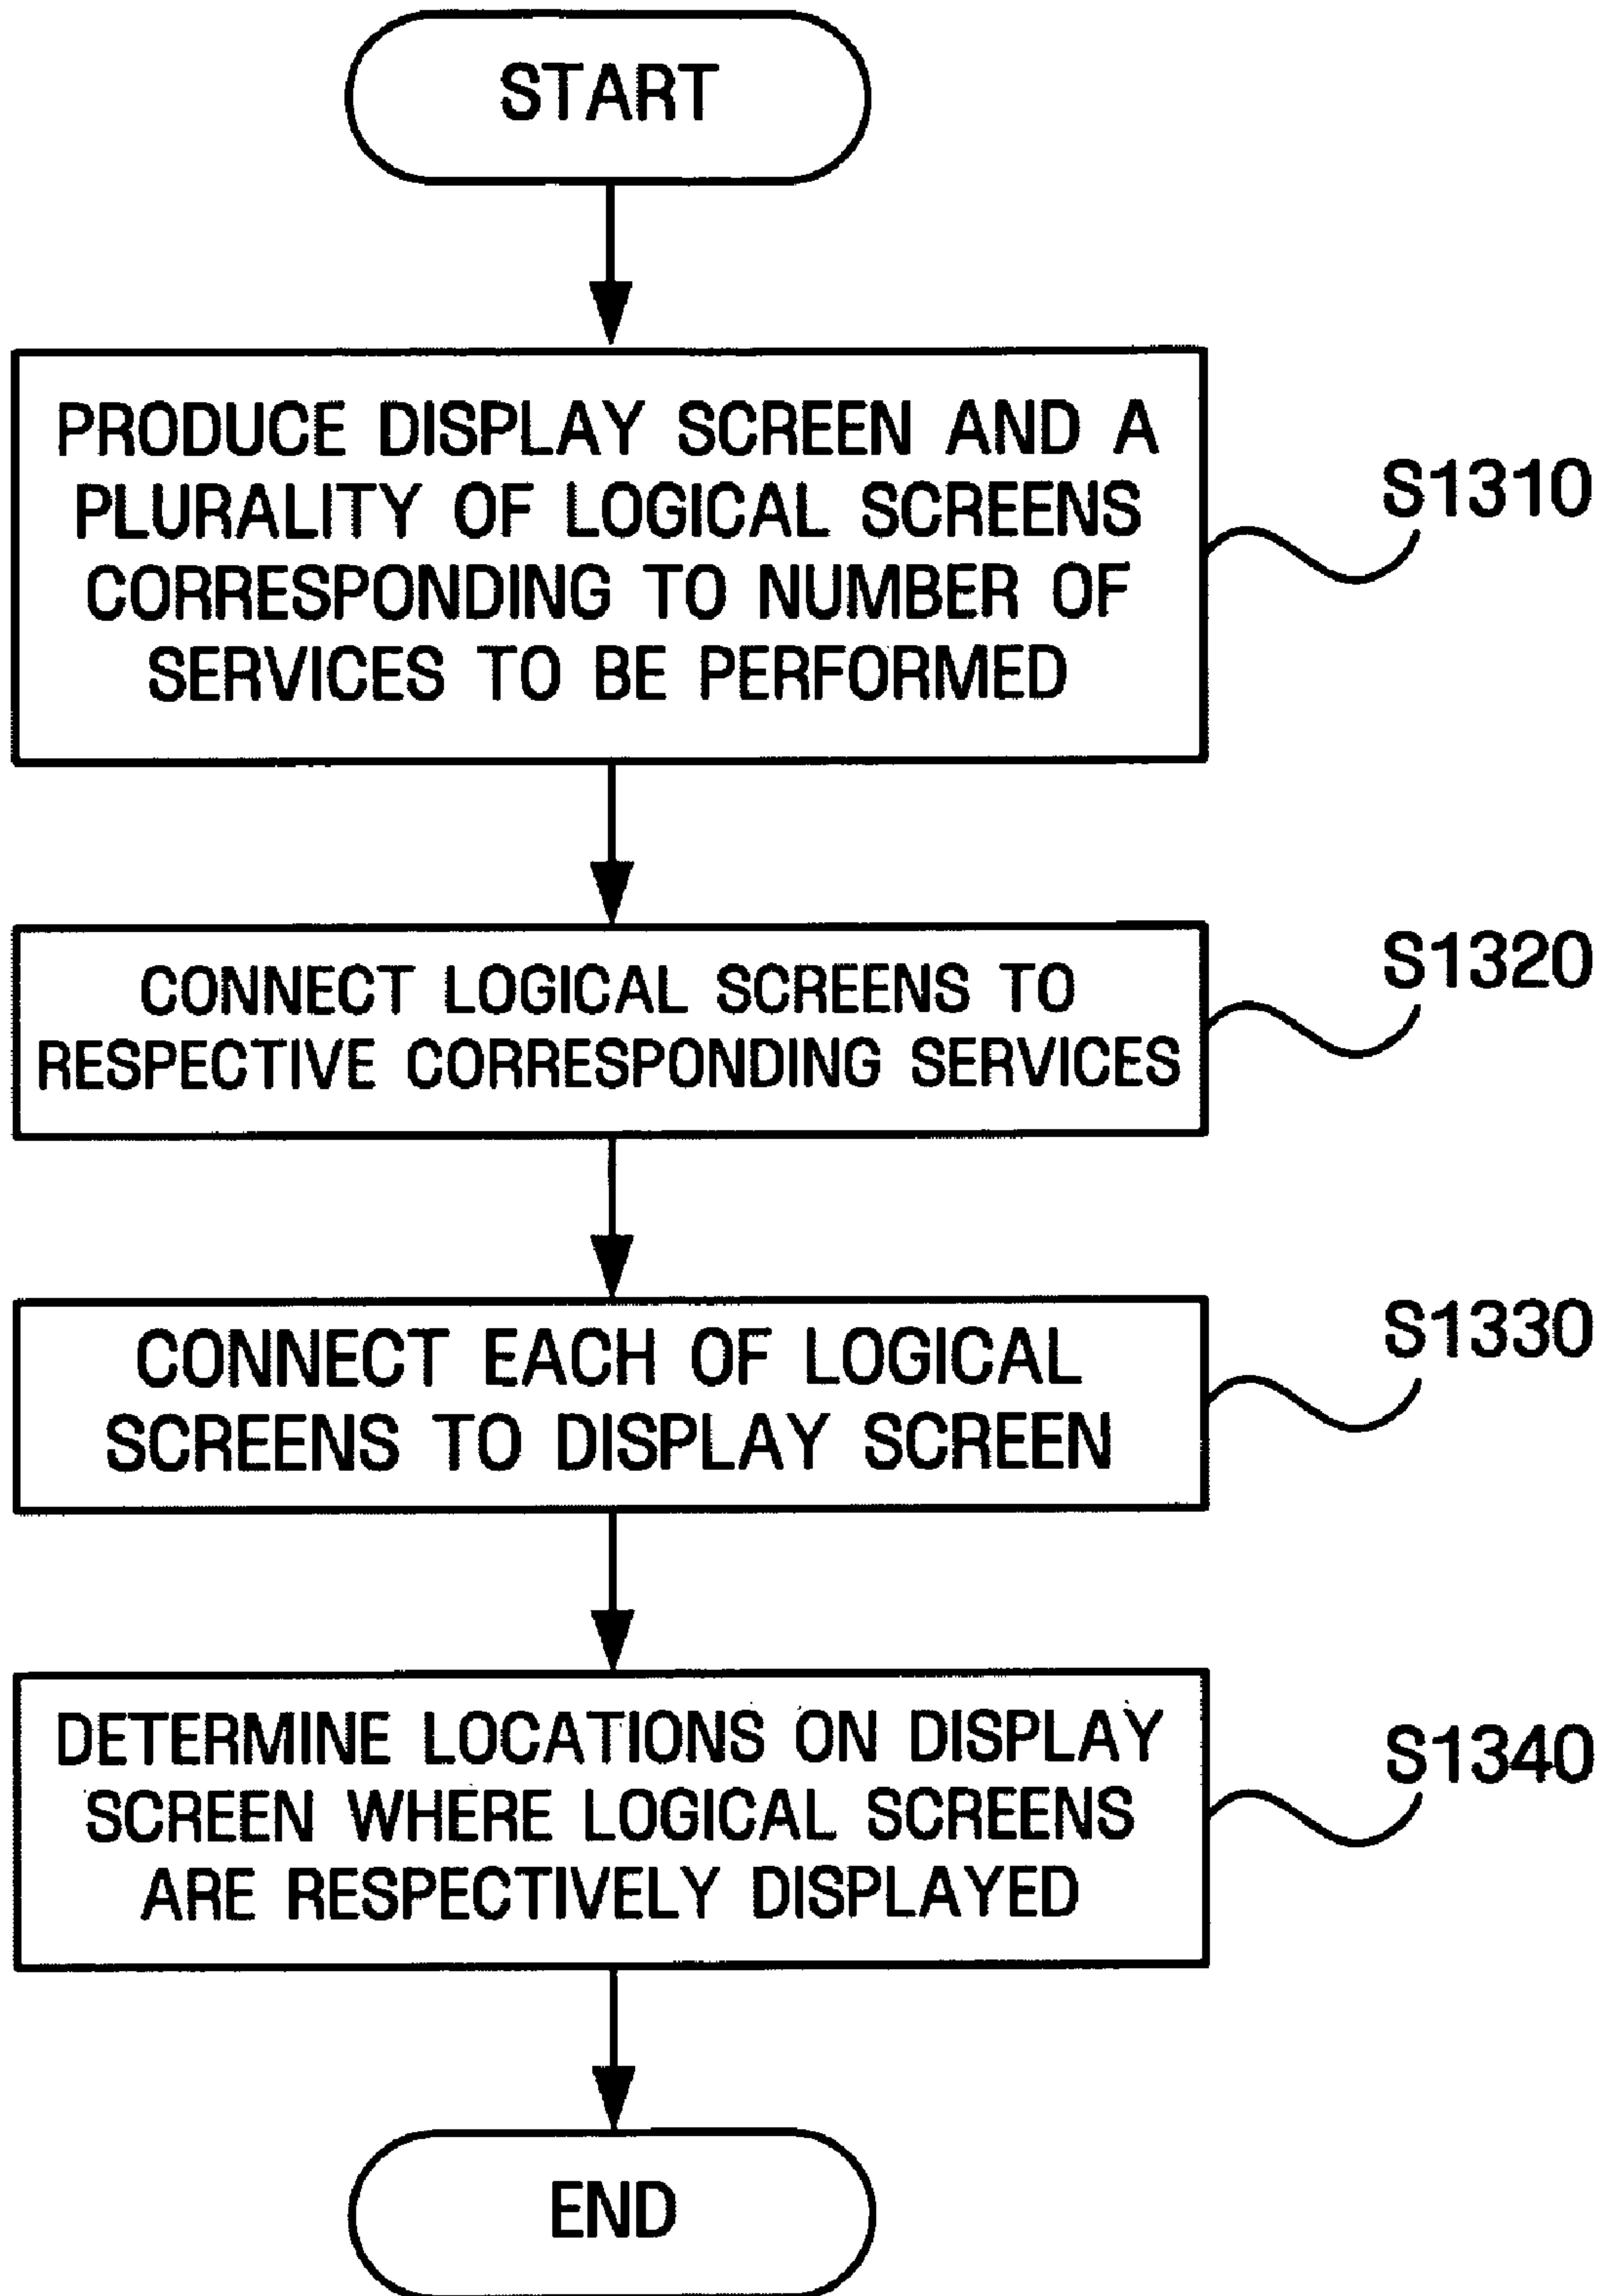 START
PRODUCE DISPLAY SCREEN AND A
PLURALITY OF LOGICAL SCREENS
CORRESPONDING TO NUMBER OF
SERVICES TO BE PERFORMED
S1310
CONNECT LOGICAL SCREENS TO
RESPECTIVE CORRESPONDING SERVICES
S1320
CONNECT EACH OF LOGICAL
SCREENS TO DISPLAY SCREEN
S1330
DETERMINE LOCATIONS ON DISPLAY
SCREEN WHERE LOGICAL SCREENS
ARE RESPECTIVELY DISPLAYED
S1340
END